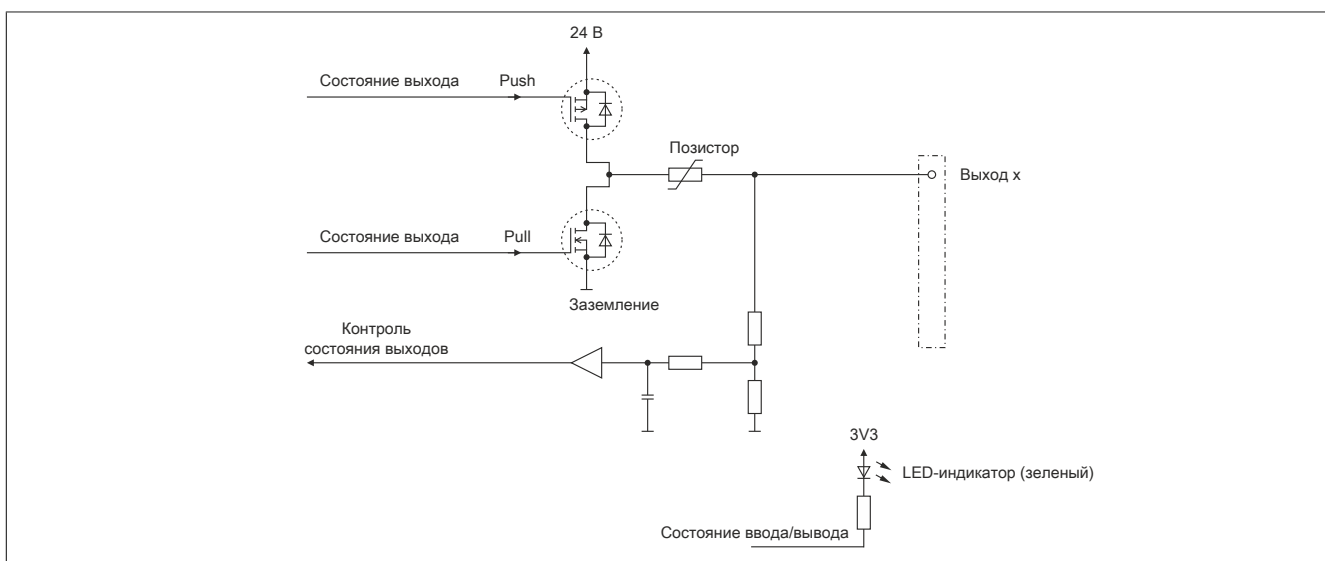 24 В
Состояние выхода
Push
Позистор
Выход x
Состояние выхода
Pull
Заземление
Контроль
состояния выходов
3V3
LED-индикатор (зеленый)
Состояние ввода/вывода